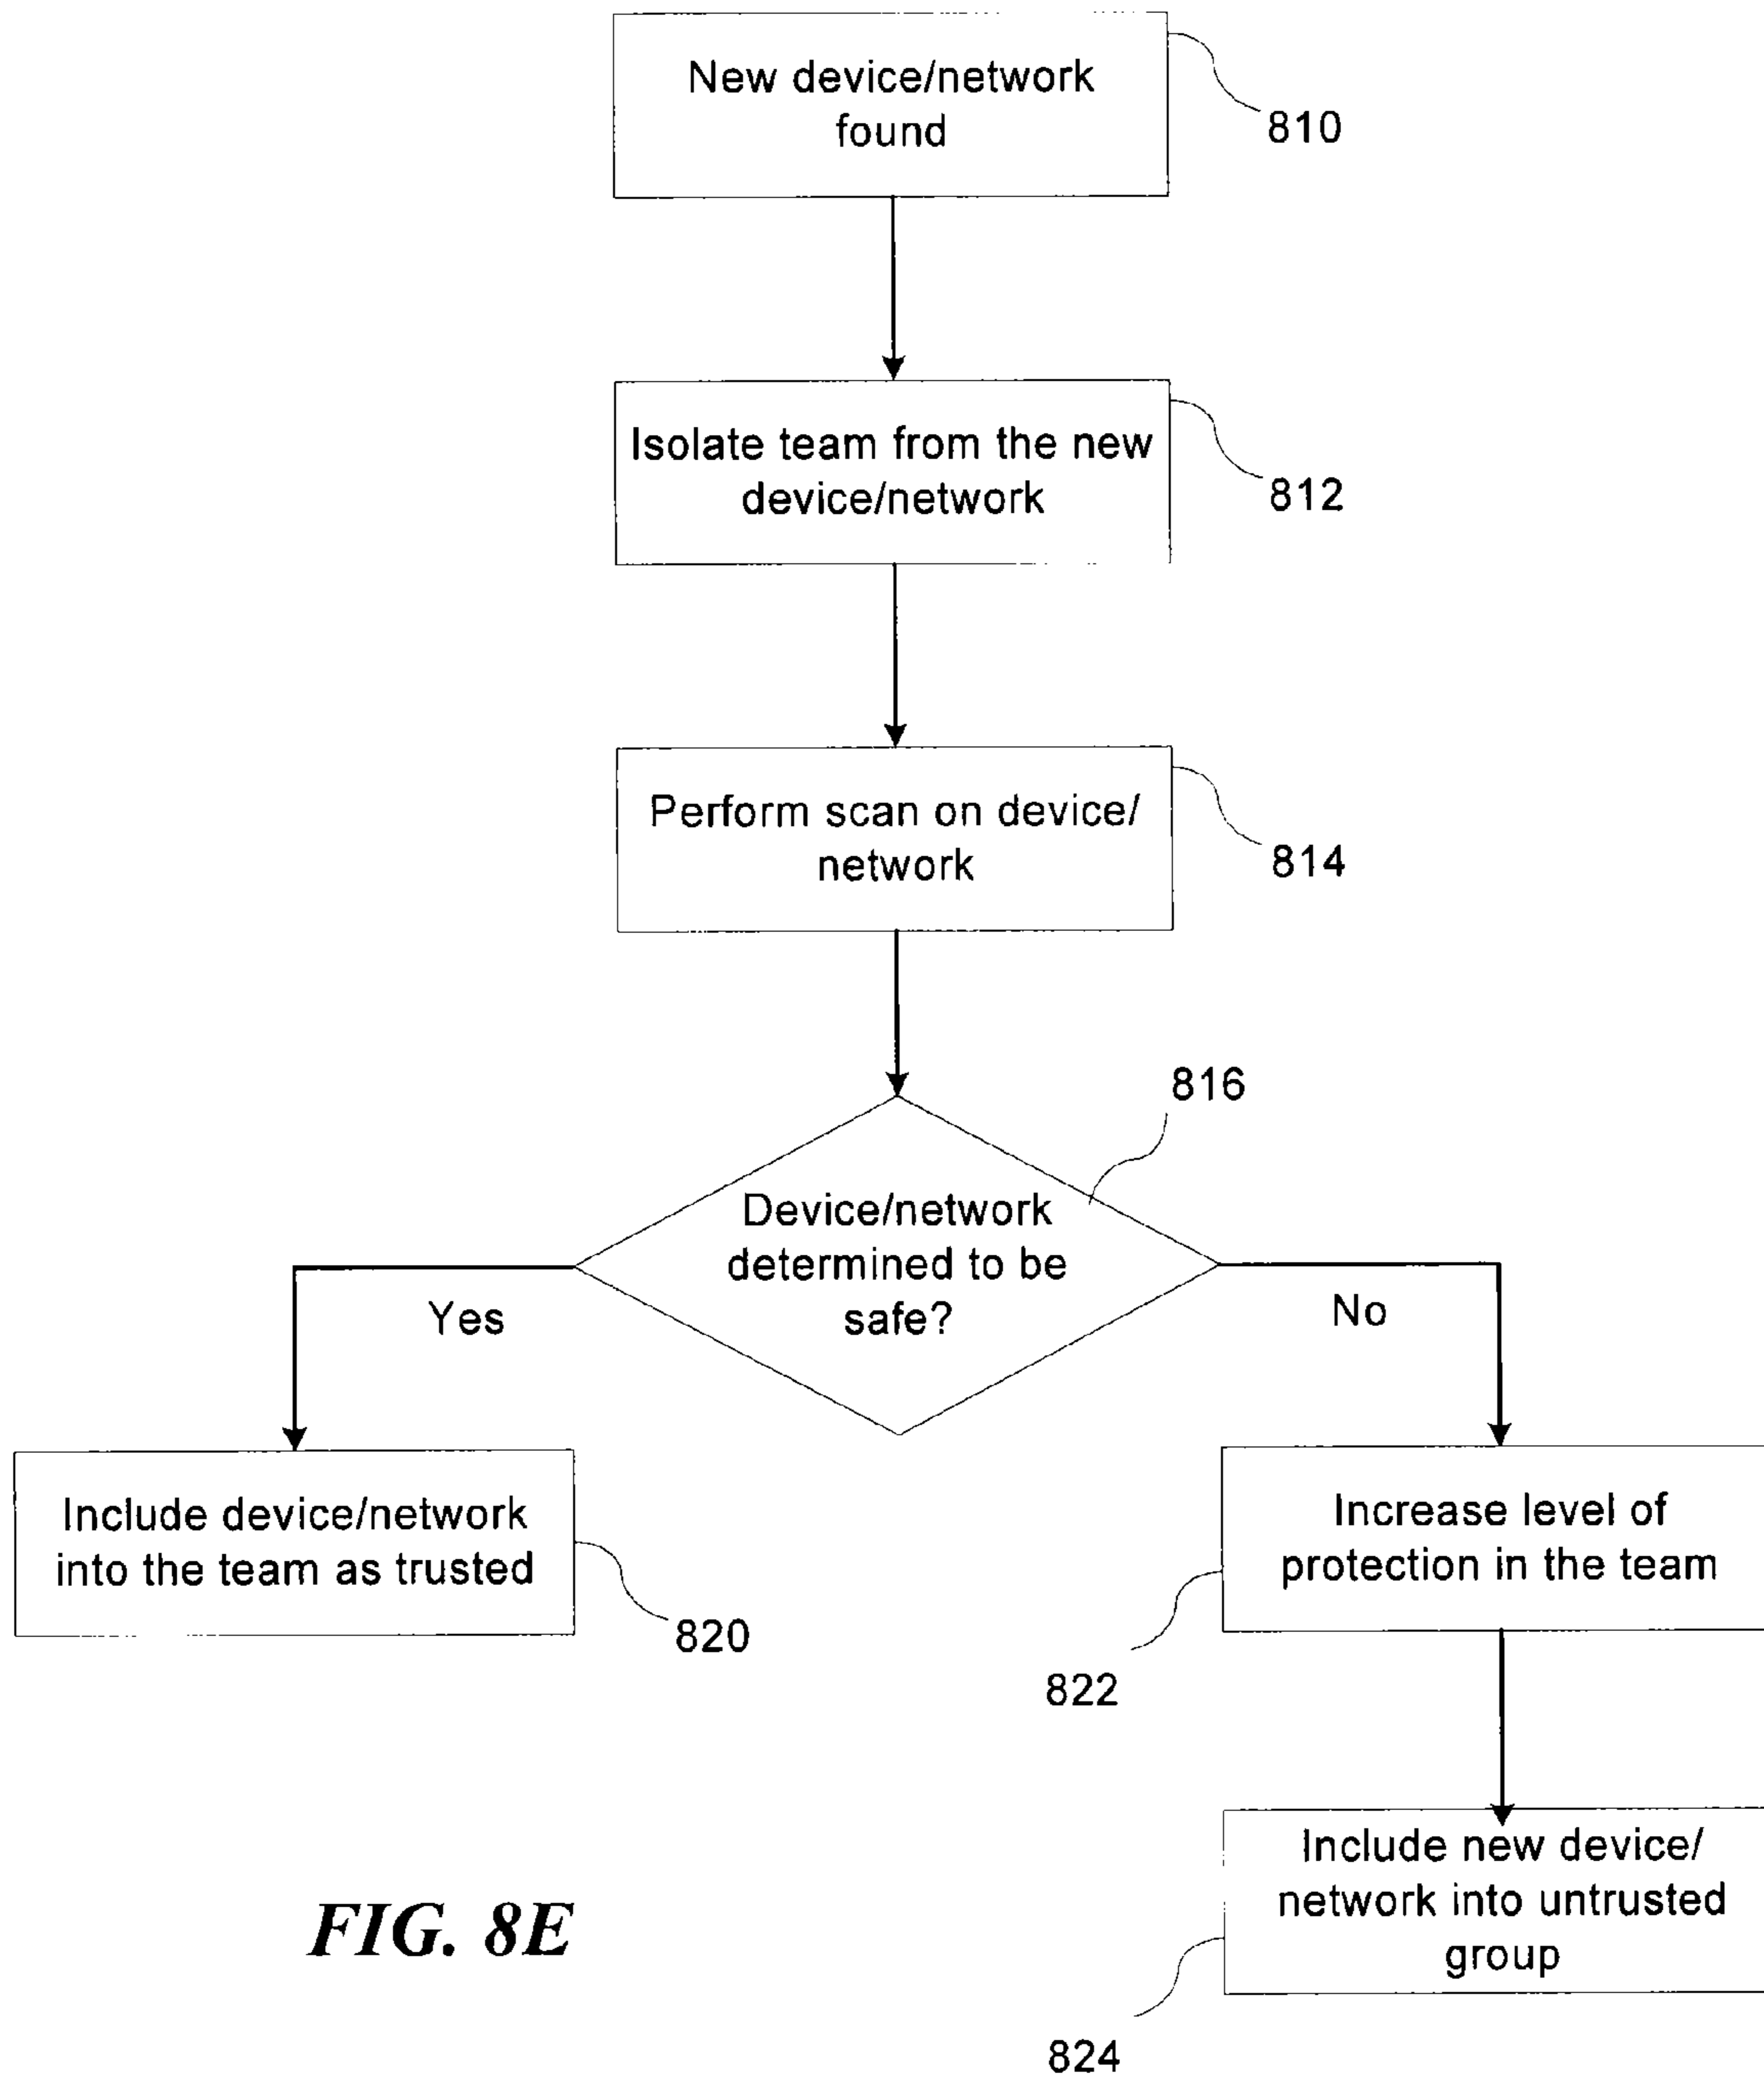 New device/network
found
810
Isolate team from the new
device/network
812
Perform scan on device/
network
814
816
Device/network
determined to be
safe?
Yes
No
Include device/network
into the team as trusted
820
Increase level of
protection in the team
822
Include new device/
network into untrusted
group
824
FIG. 8E